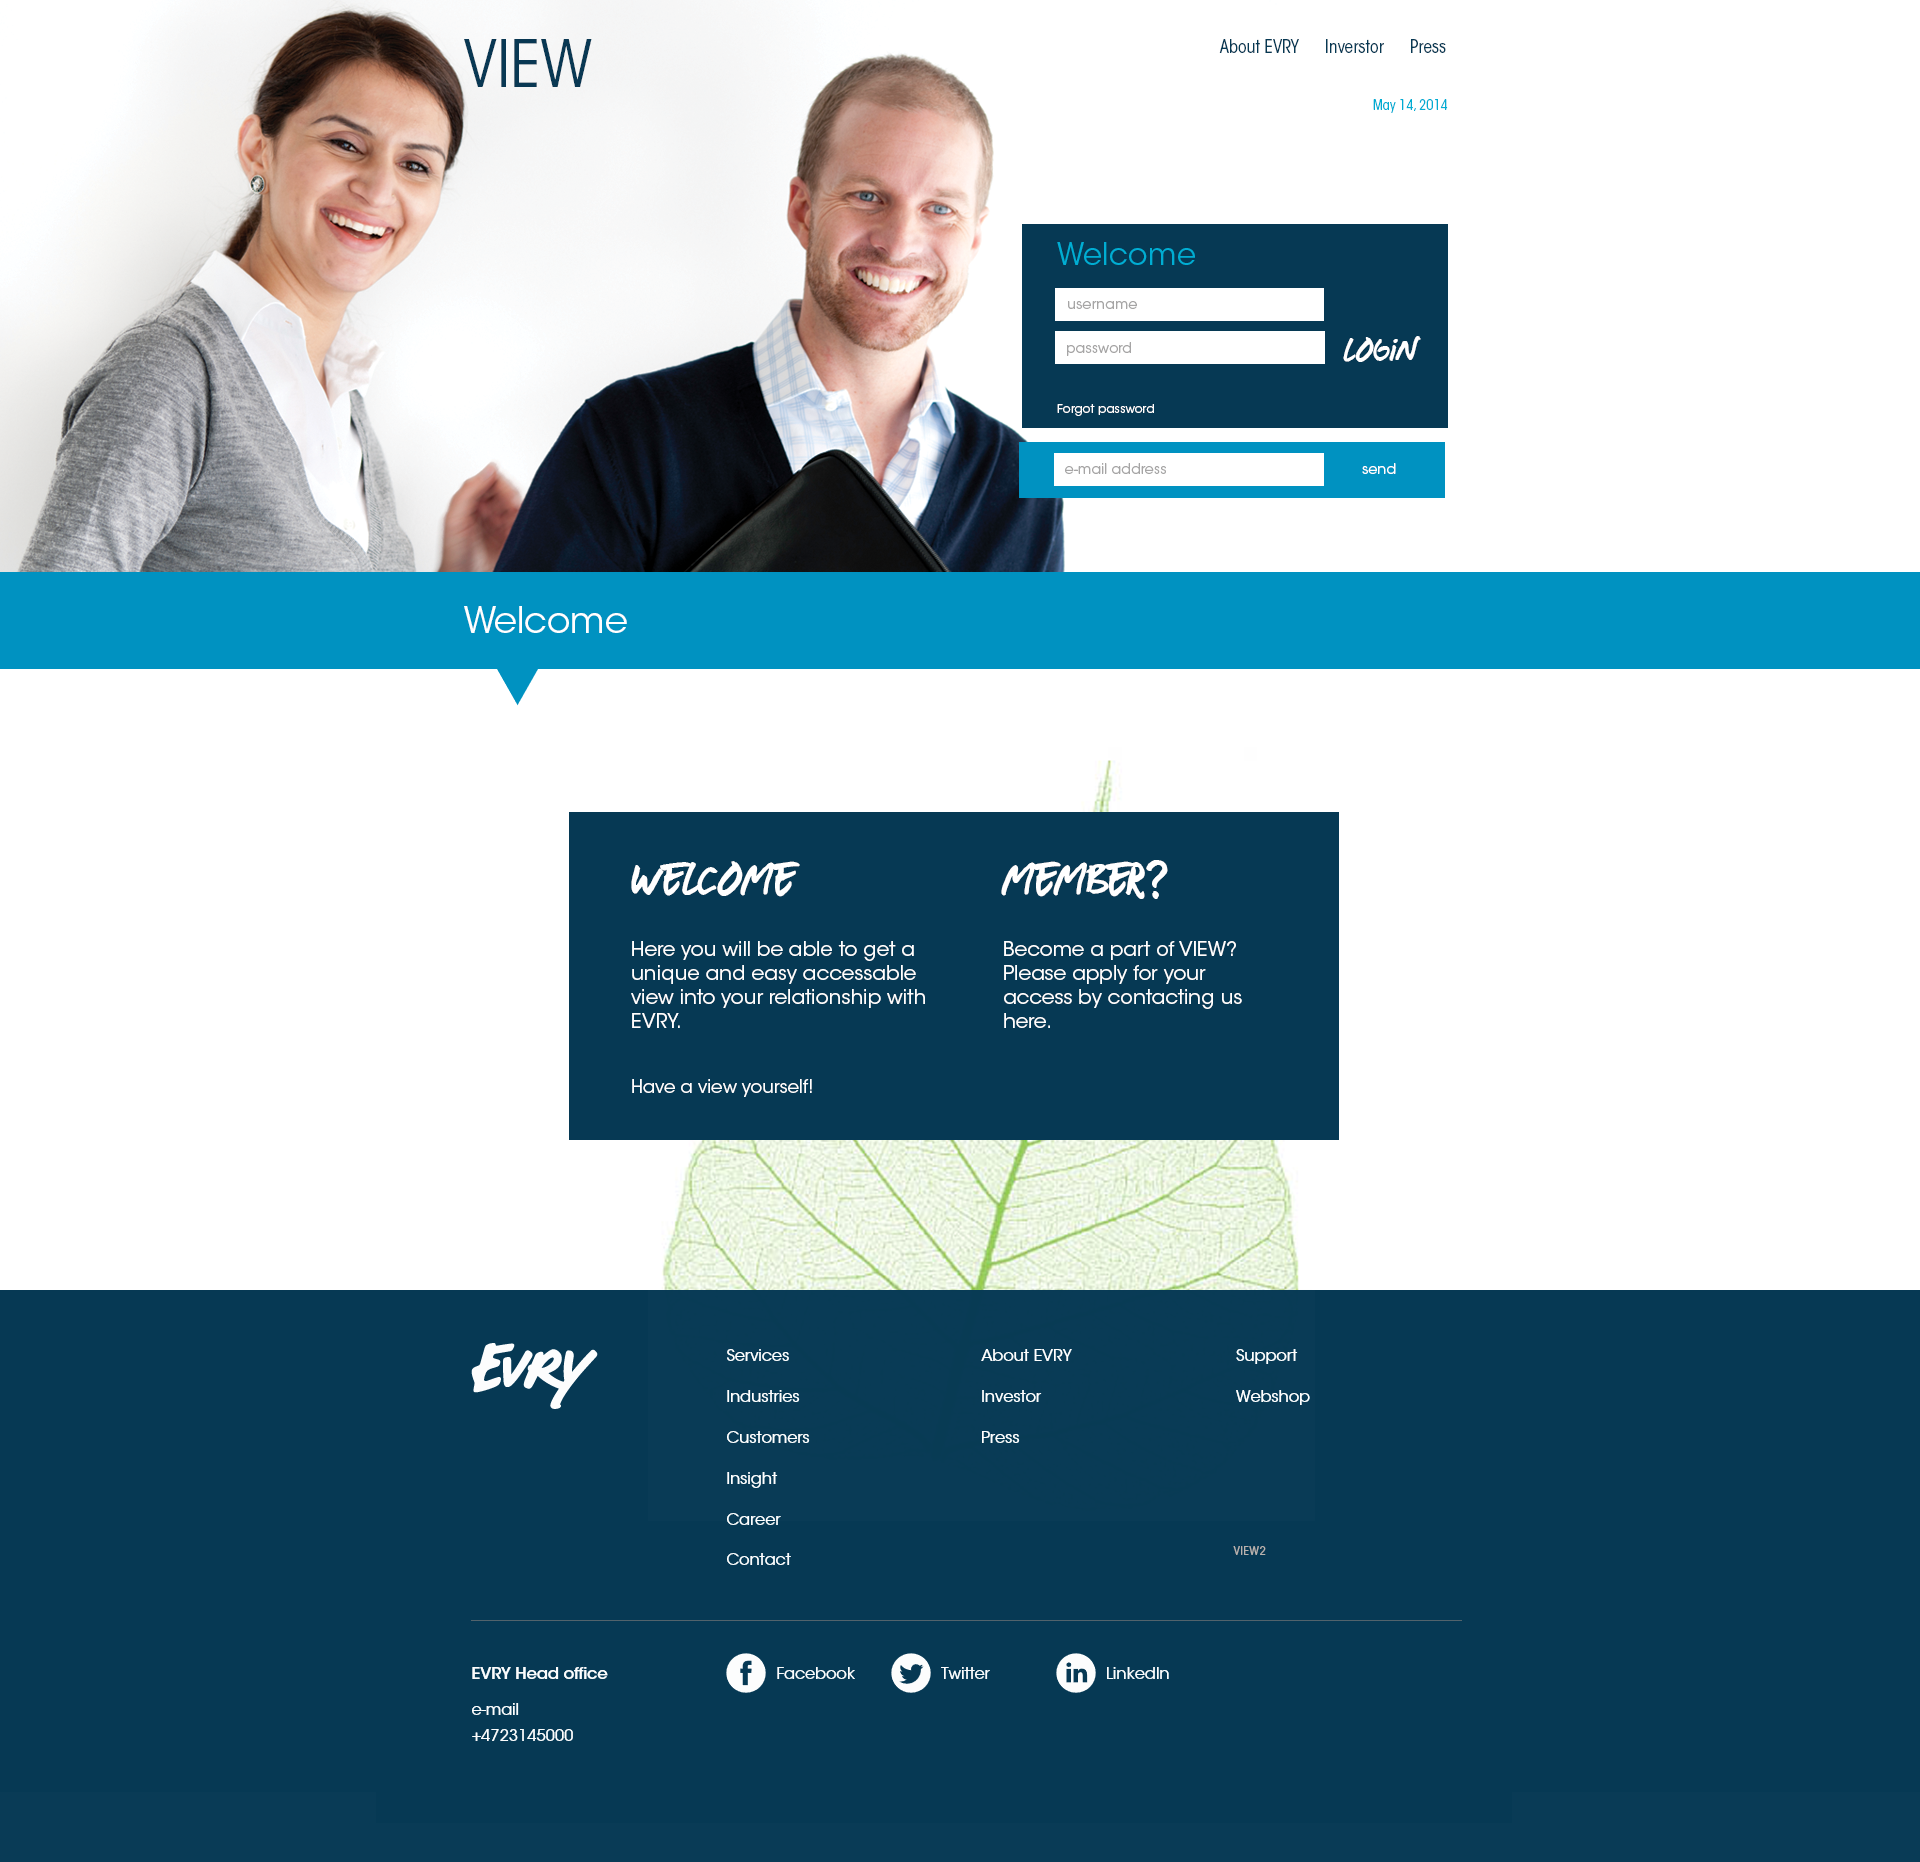 VIEW
About EVRY Inverstor Press
May 14, 2014
Welcome
username
password
LOGiN
Forgot password
e-mail address
send
Welcome
WELCOME
Here you will be able to get a
unique and easy accessable
view into your relationship with
EVRY.
Have a view yourself!
MEMBER?
Become a part of VIEW?
Please apply for your
access by contacting us
here.
EVRY
Services
Industries
Customers
Insight
Career
Contact
About EVRY
Investor
Press
Support
Webshop
VIEW2
EVRY Head office
e-mail
+4723145000
Facebook
Twitter
LinkedIn